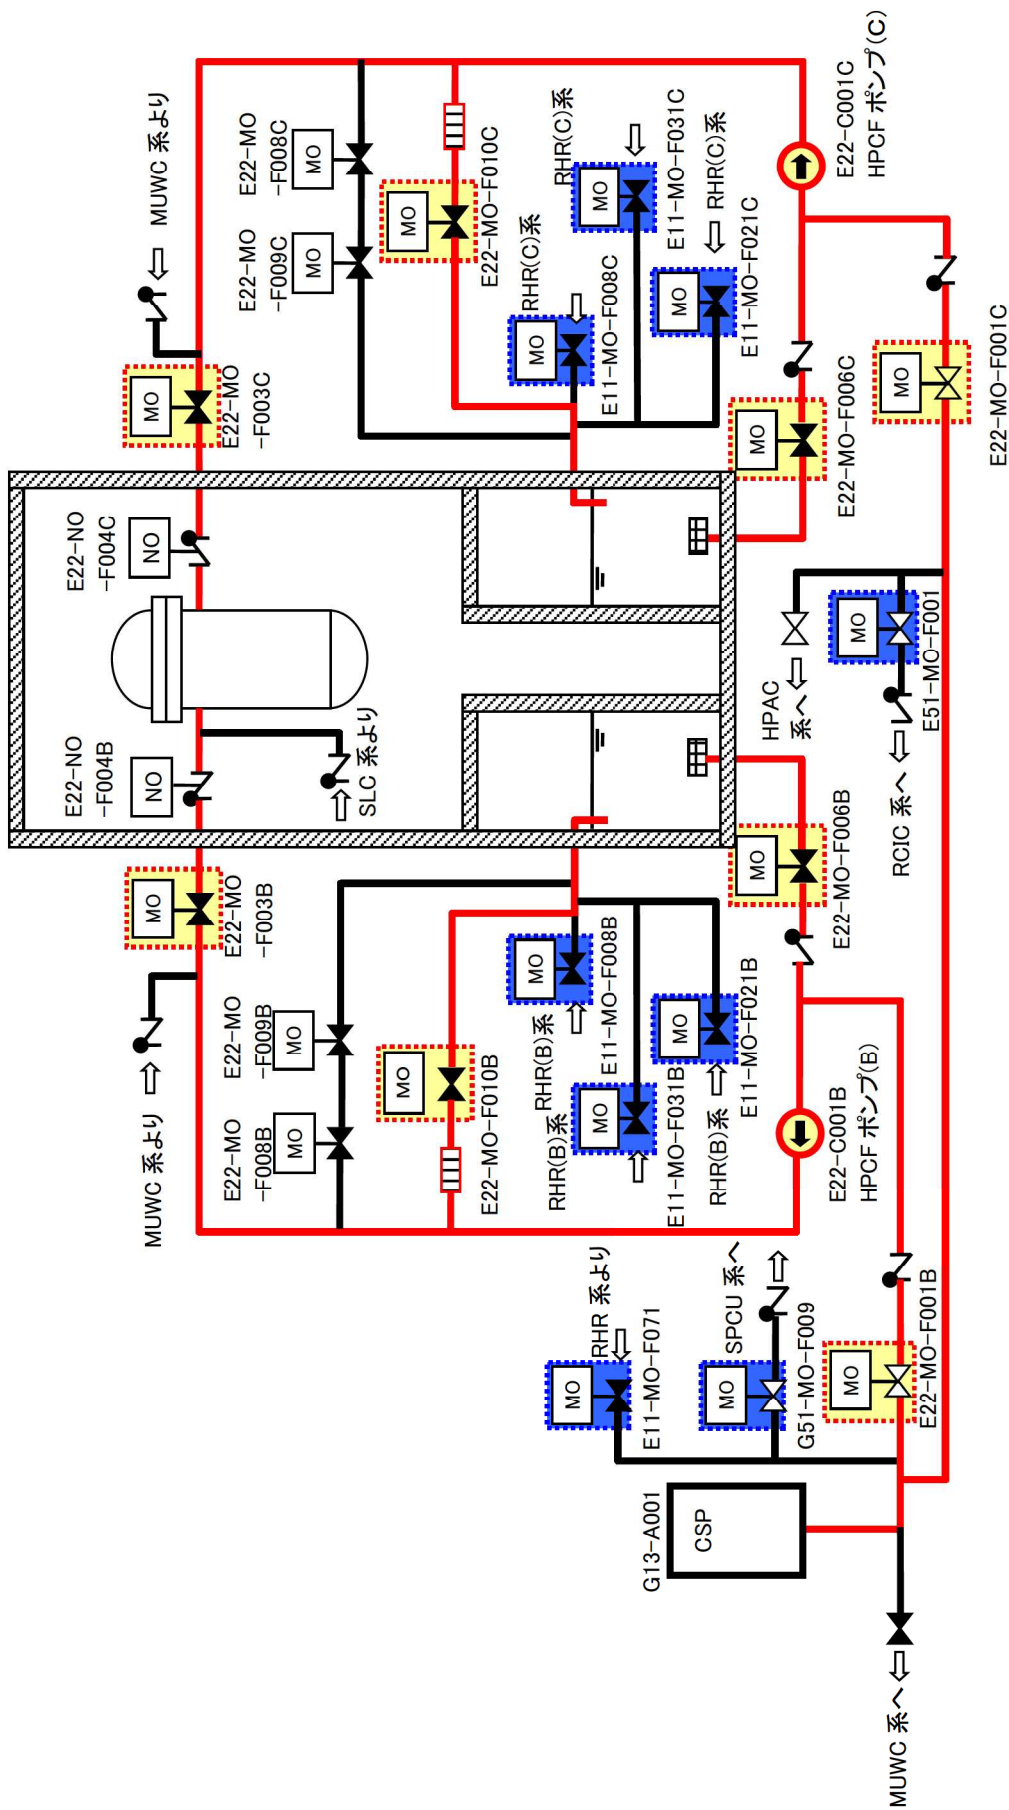 MUWC 系より
E22-MO
-F003B
E22-NO
-F004B
E22-NO
-F004C
E22-MO
-F003C
MUWC 系より
MO
MO
NO
NO
SLC 系より
E22-MO
-F008B
E22-MO
-F009B
MO
MO
E22-MO
-F009C
E22-MO
-F008C
MO
MO
MO
E22-MO-F010B
MO
E22-MO-F010C
RHR(B)系
MO
E11-MO-F008B
RHR(C)系
MO
E11-MO-F008C
RHR(B)系
MO
E11-MO-F031B
RHR(C)系
MO
E11-MO-F031C
RHR(B)系
MO
E11-MO-F021B
RHR(C)系
MO
E11-MO-F021C
RHR 系より
MO
E11-MO-F071
SPCU 系へ
MO
G51-MO-F009
G13-A001
CSP
MO
E22-MO-F006B
MO
E22-MO-F006C
E22-C001B
HPCF ポンプ(B)
E22-C001C
HPCF ポンプ(C)
HPAC
系へ
MO
E51-MO-F001
RCIC 系へ
MO
E22-MO-F001B
MO
E22-MO-F001C
MUWC 系へ